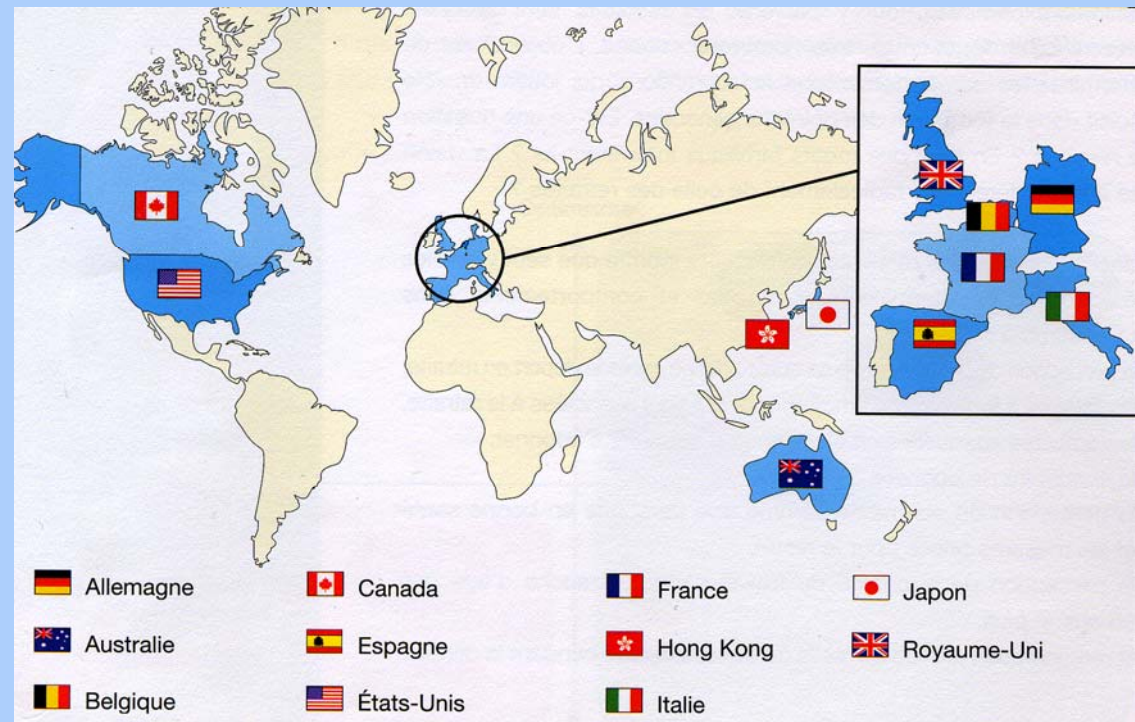 Allemagne
Australie
Belgique
Canada
Espagne
États-Unis
France
Hong Kong
Italie
Japon
Royaume-Uni